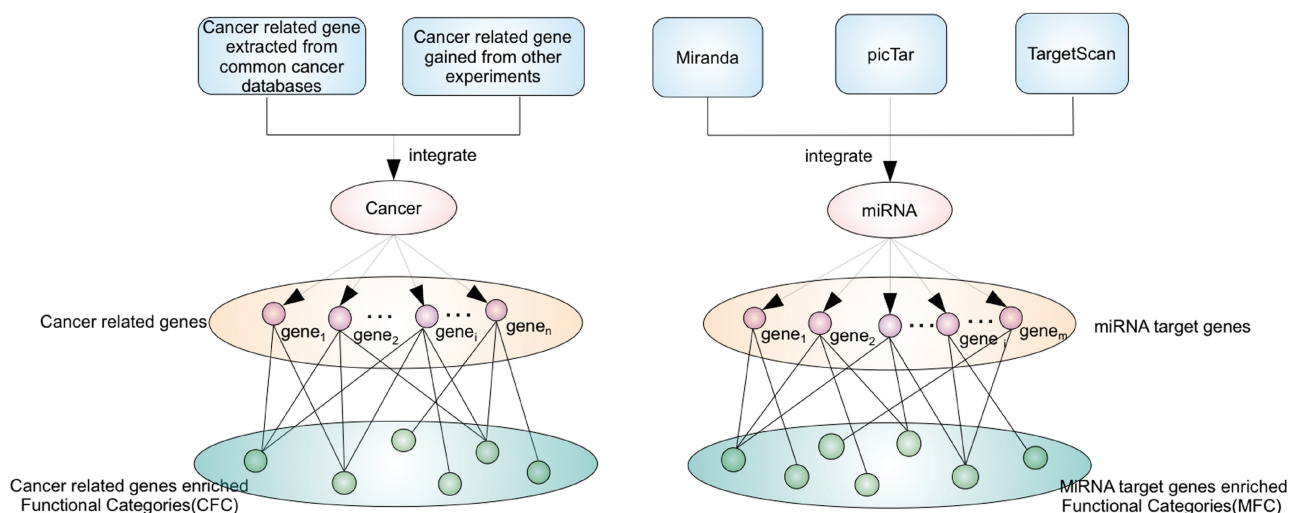 Cancer related gene
extracted from
common cancer
databases
Cancer related gene
gained from other
experiments
Miranda
picTar
TargetScan
integrate
integrate
Cancer
miRNA
Cancer related genes
gene1
gene2
...
genei
...
genen
gene1
gene2
...
gene i
...
genem
miRNA target genes
Cancer related genes enriched
Functional Categories(CFC)
MiRNA target genes enriched
Functional Categories(MFC)